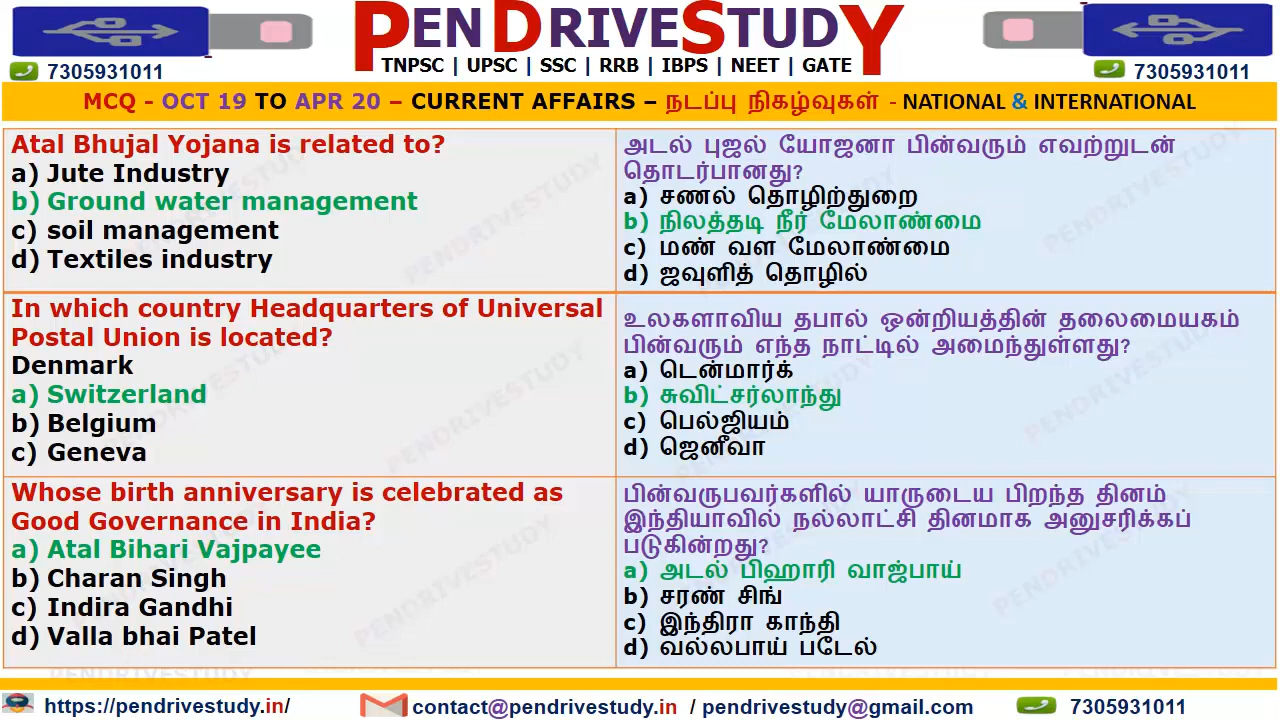 PENDRIVESTUDY
TNPSC | UPSC | SSC | RRB | IBPS | NEET | GATE
7305931011
7305931011
MCQ - OCT 19 TO APR 20 – CURRENT AFFAIRS – நடப்பு நிகழ்வுகள் - NATIONAL & INTERNATIONAL
Atal Bhujal Yojana is related to?
a) Jute Industry
b) Ground water management
c) soil management
d) Textiles industry
அடல் புஜல் யோஜனா பின்வரும் எவற்றுடன்
தொடர்பானது?
a) சணல் தொழிற்துறை
b) நிலத்தடி நீர் மேலாண்மை
c) மண் வள மேலாண்மை
d) ஜவுளித் தொழில்
In which country Headquarters of Universal
Postal Union is located?
Denmark
a) Switzerland
b) Belgium
c) Geneva
உலகளாவிய தபால் ஒன்றியத்தின் தலைமையகம்
பின்வரும் எந்த நாட்டில் அமைந்துள்ளது?
a) டென்மார்க்
b) சுவிட்சர்லாந்து
c) பெல்ஜியம்
d) ஜெனீவா
Whose birth anniversary is celebrated as
Good Governance in India?
a) Atal Bihari Vajpayee
b) Charan Singh
c) Indira Gandhi
d) Valla bhai Patel
பின்வருபவர்களில் யாருடைய பிறந்த தினம்
இந்தியாவில் நல்லாட்சி தினமாக அனுசரிக்கப்
படுகின்றது?
a) அடல் பிஹாரி வாஜ்பாய்
b) சரண் சிங்
c) இந்திரா காந்தி
d) வல்லபாய் படேல்
https://pendrivestudy.in/
contact@pendrivestudy.in / pendrivestudy@gmail.com
7305931011